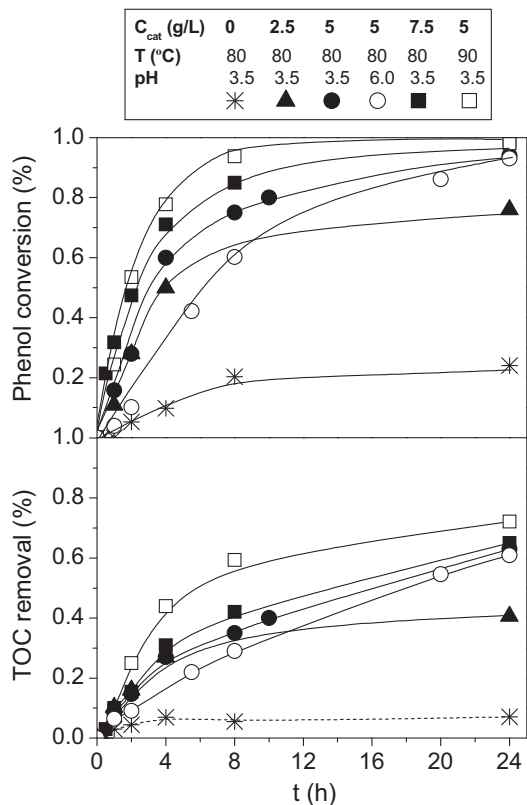 C_cat (g/L) 0 2.5 5 5 7.5 5
T (°C) 80 80 80 80 80 90
pH 3.5 3.5 3.5 6.0 3.5 3.5
1.0
0.8
0.6
0.4
0.2
Phenol conversion (%)
1.0
0.8
0.6
0.4
0.2
0.0
TOC removal (%)
0 4 8 12 16 20 24
t (h)